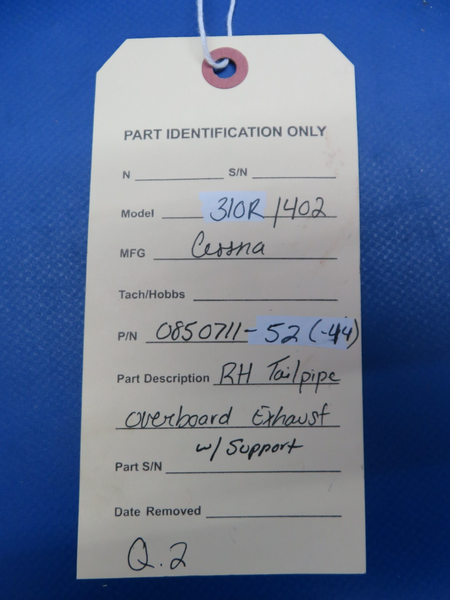 PART IDENTIFICATION ONLY
N S/N
Model 310R/402
MFG Cessna
Tach/Hobbs
P/N 0850711-52 (-44)
Part Description RH Tailpipe
overboard Exhaust
w/ Support
Part S/N
Date Removed
Q.2